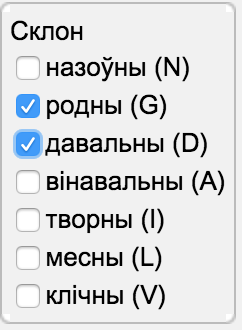 Склон
назоўны (N)
родны (G)
давальны (D)
вінавальны (A)
творны (I)
месны (L)
клічны (V)